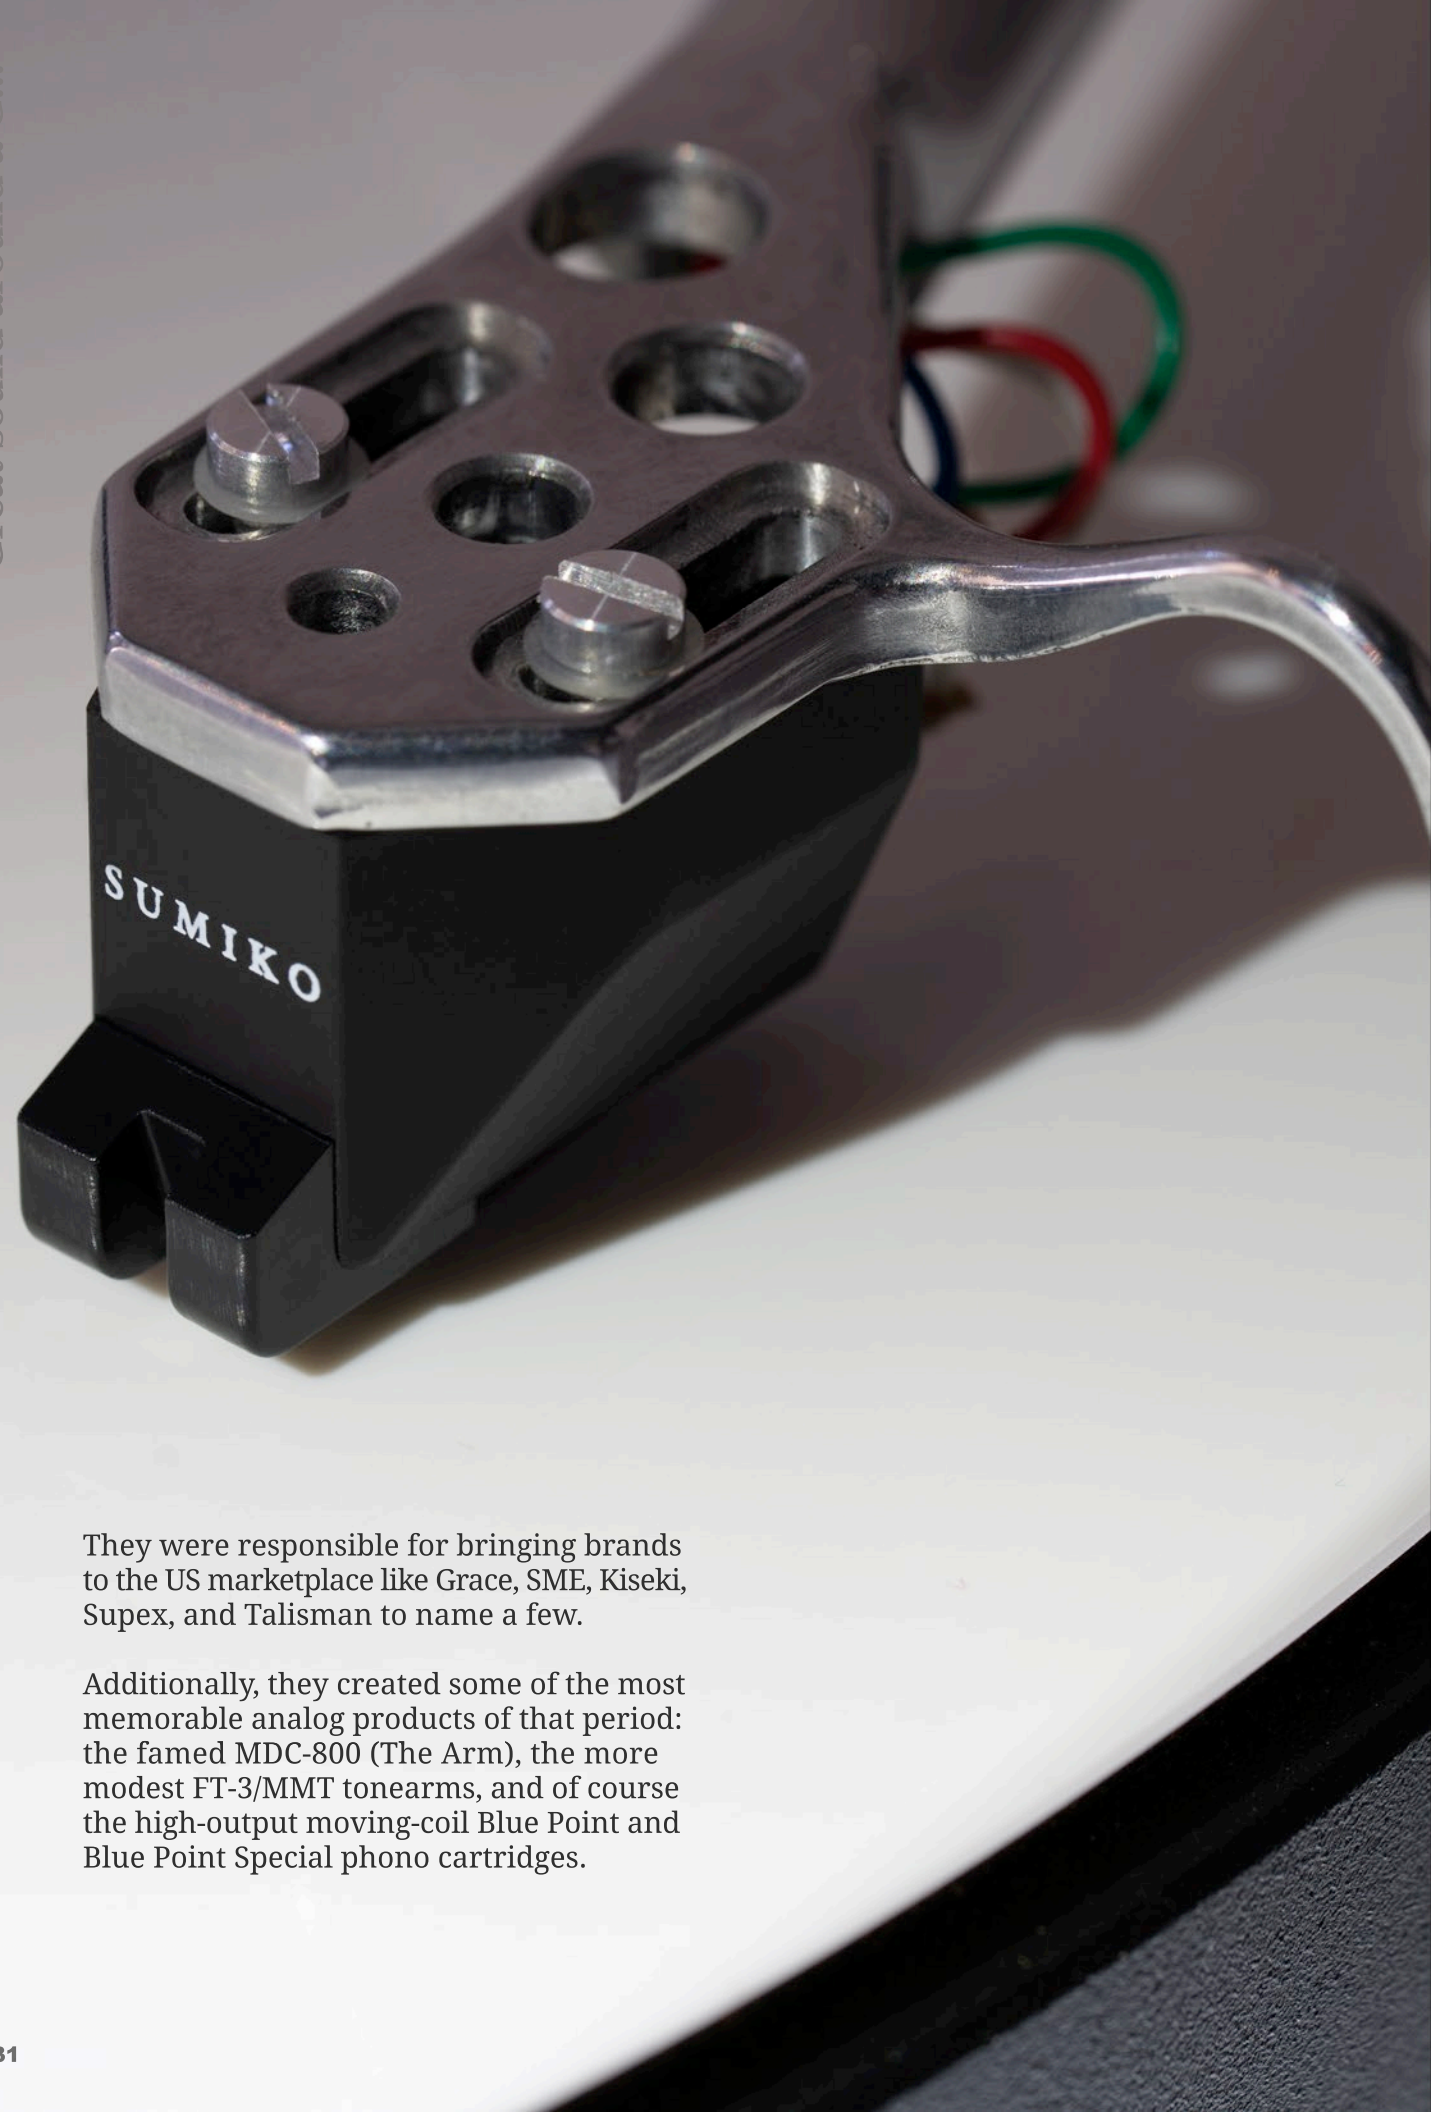 SUMIKO
They were responsible for bringing brands
to the US marketplace like Grace, SME, Kiseki,
Supex, and Talisman to name a few.
Additionally, they created some of the most
memorable analog products of that period:
the famed MDC-800 (The Arm), the more
modest FT-3/MMT tonearms, and of course
the high-output moving-coil Blue Point and
Blue Point Special phono cartridges.